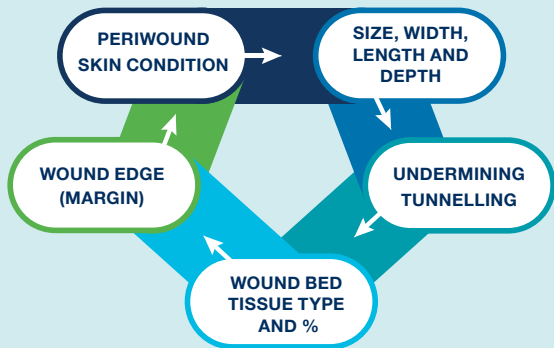 PERIWOUND
SKIN CONDITION
SIZE, WIDTH,
LENGTH AND
DEPTH
UNDERMINING
TUNNELLING
WOUND BED
TISSUE TYPE
AND %
WOUND EDGE
(MARGIN)